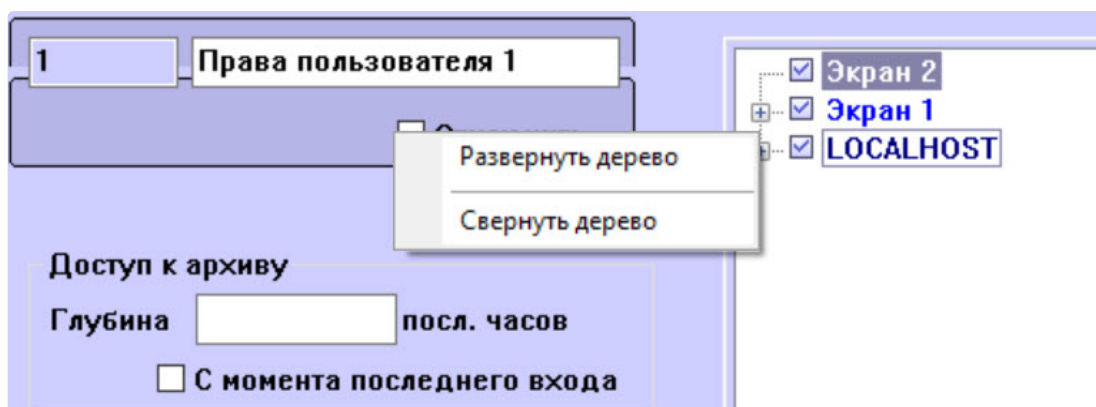 1
Права пользователя 1
Развернуть дерево
Свернуть дерево
Доступ к архиву
Глубина посл. часов
С момента последнего входа
Экран 2
Экран 1
LOCALHOST